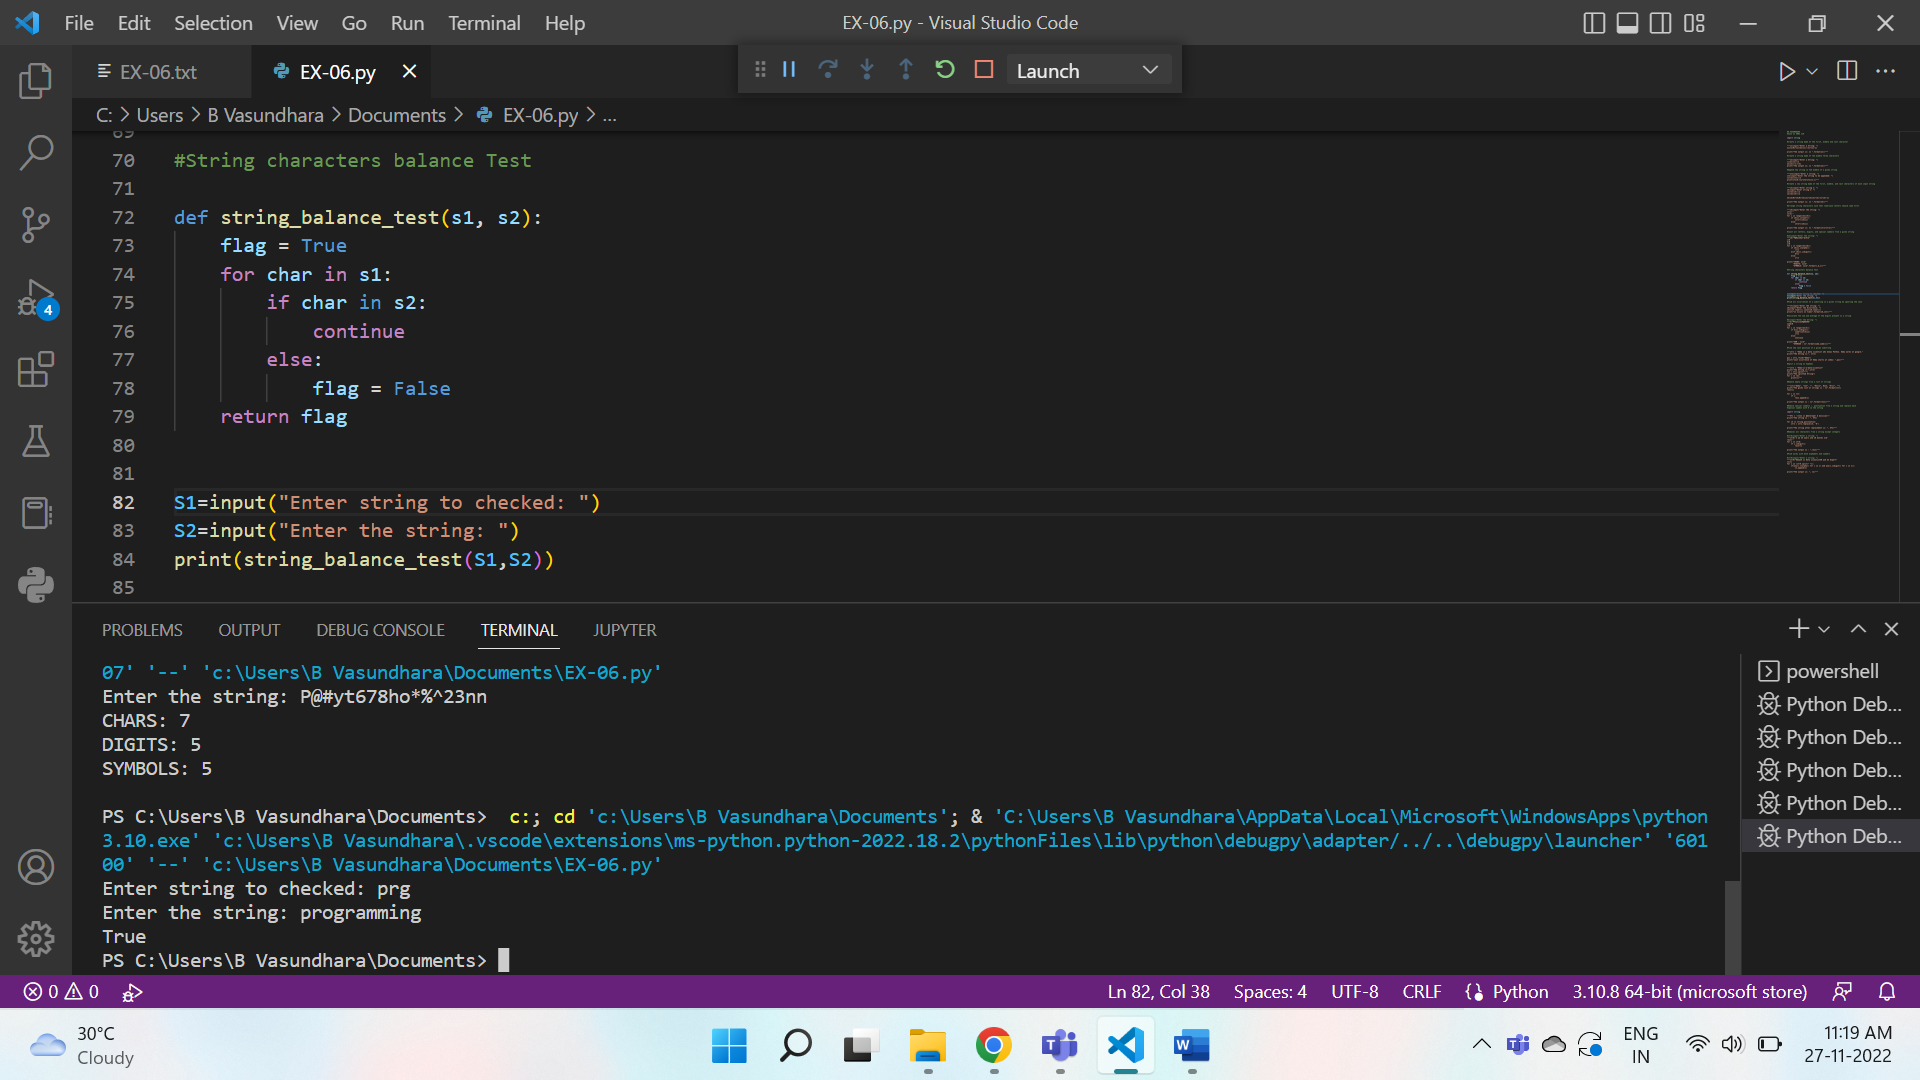 File Edit Selection View Go Run Terminal Help
EX-06.py - Visual Studio Code
EX-06.txt
EX-06.py
Launch
C: > Users > B Vasundhara > Documents > EX-06.py > ...
69
70 #String characters balance Test
71
72 def string_balance_test(s1, s2):
73 flag = True
74 for char in s1:
75 if char in s2:
76 continue
77 else:
78 flag = False
79 return flag
80
81
82 S1=input("Enter string to checked: ")
83 S2=input("Enter the string: ")
84 print(string_balance_test(S1,S2))
85
4
PROBLEMS OUTPUT DEBUG CONSOLE TERMINAL JUPYTER
07' '--' 'c:\Users\B Vasundhara\Documents\EX-06.py'
Enter the string: P@#yt678ho*%^23nn
CHARS: 7
DIGITS: 5
SYMBOLS: 5
PS C:\Users\B Vasundhara\Documents>  c:; cd 'c:\Users\B Vasundhara\Documents'; & 'C:\Users\B Vasundhara\AppData\Local\Microsoft\WindowsApps\python
3.10.exe' 'c:\Users\B Vasundhara\.vscode\extensions\ms-python.python-2022.18.2\pythonFiles\lib\python\debugpy\adapter/../..\debugpy\launcher' '601
00' '--' 'c:\Users\B Vasundhara\Documents\EX-06.py'
Enter string to checked: prg
Enter the string: programming
True
PS C:\Users\B Vasundhara\Documents>
powershell
Python Deb...
Python Deb...
Python Deb...
Python Deb...
Python Deb...
0 0
Ln 82, Col 38 Spaces: 4 UTF-8 CRLF Python 3.10.8 64-bit (microsoft store)
30°C
Cloudy
ENG
IN
11:19 AM
27-11-2022